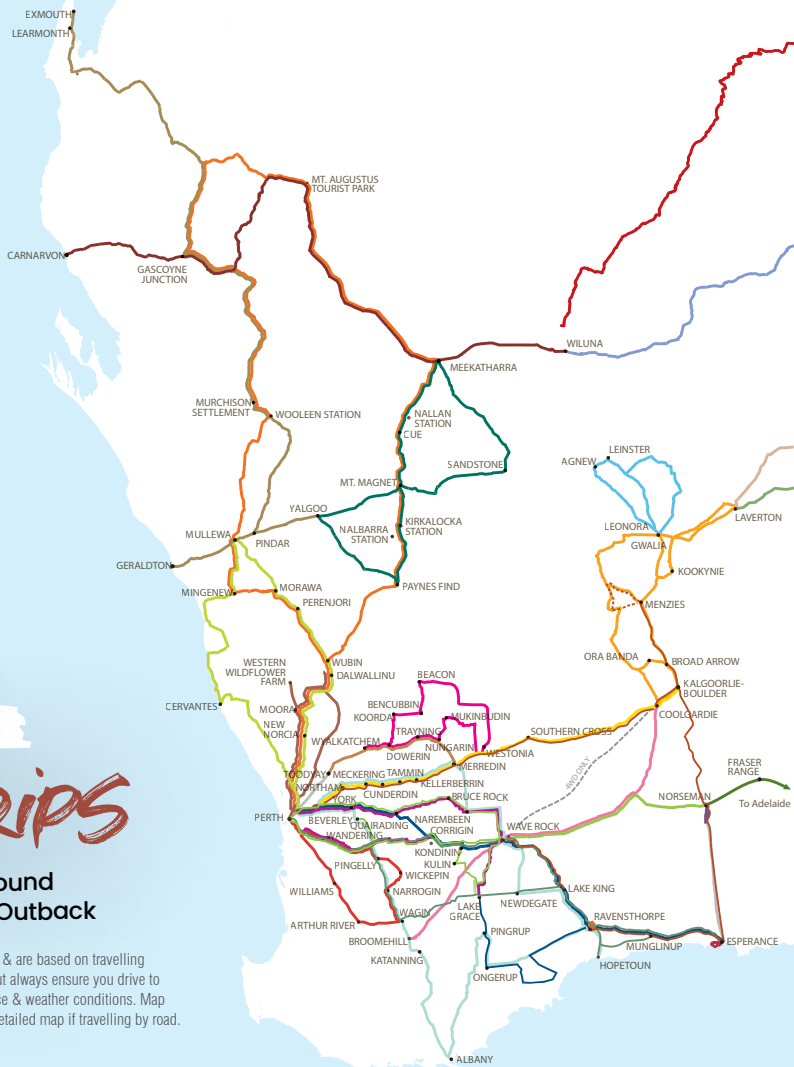 EXMOUTH
LEARMONTH
MT. AUGUSTUS
TOURIST PARK
CARNARVON
GASCOYNE
JUNCTION
WILUNA
MEEKATHARRA
MURCHISON
SETTLEMENT
WOOLEEN STATION
NALLAN
STATION
CUE
LEINSTER
AGNEW
SANDSTONE
MT. MAGNET
YALGOO
LAVERTON
KIRKALOCKA
STATION
NALBARRA
STATION
LEONORA
MULLEWA
PINDAR
GWALIA
GERALDTON
KOOKYNIE
MINGENEW
MORAWA
PAYNES FIND
PERENJORI
MENZIES
WESTERN
WILDFLOWER
FARM
WUBIN
DALWALLINU
ORA BANDA
BROAD ARROW
BEACON
KALGOORLIE-
BOULDER
CERVANTES
MOORA
BENCUBBIN
KOORDA
MUKINBUDIN
COOLGARDIE
NEW
NORCIA
WYALKATCHEM
TRAYNING
NUNGARIN
SOUTHERN CROSS
DOWERIN
WESTONIA
MERREDIN
4WD ONLY
FRASER
RANGE
TOODYAY
MECKERING
TAMMIN
KELLERBERRIN
NORTHAM
CUNDERDIN
YORK
BRUCE ROCK
NORSEMAN
To Adelaide
PERTH
BEVERLEY
QUAIRADING
NAREMBEEN
CORRIGIN
WAVE ROCK
WANDERING
KONDININ
KULIN
PINGELLY
WICKEPIN
WILLIAMS
NARROGIN
LAKE KING
NEWDEGATE
LAKE
GRACE
WAGIN
ARTHUR RIVER
RAVENSTHORPE
BROOMEHILL
PINGRUP
MUNGLINUP
ESPERANCE
KATANNING
HOPETOUN
ONGERUP
ALBANY
rips
ound
Outback
& are based on travelling
ut always ensure you drive to
ce & weather conditions. Map
etailed map if travelling by road.